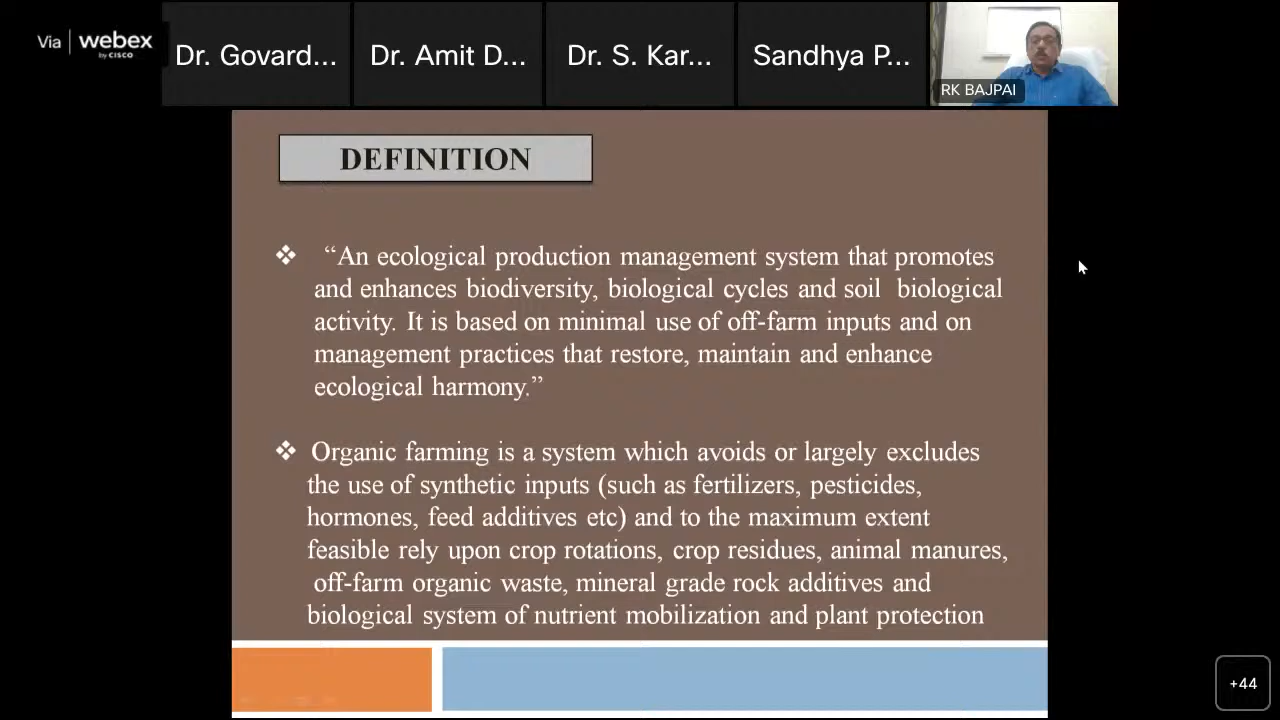 Via webex
by CISCO
Dr. Govard...
Dr. Amit D...
Dr. S. Kar...
Sandhya P...
RK BAJPAI
DEFINITION
❖ “An ecological production management system that promotes
and enhances biodiversity, biological cycles and soil biological
activity. It is based on minimal use of off-farm inputs and on
management practices that restore, maintain and enhance
ecological harmony.”
❖ Organic farming is a system which avoids or largely excludes
the use of synthetic inputs (such as fertilizers, pesticides,
hormones, feed additives etc) and to the maximum extent
feasible rely upon crop rotations, crop residues, animal manures,
off-farm organic waste, mineral grade rock additives and
biological system of nutrient mobilization and plant protection
+44